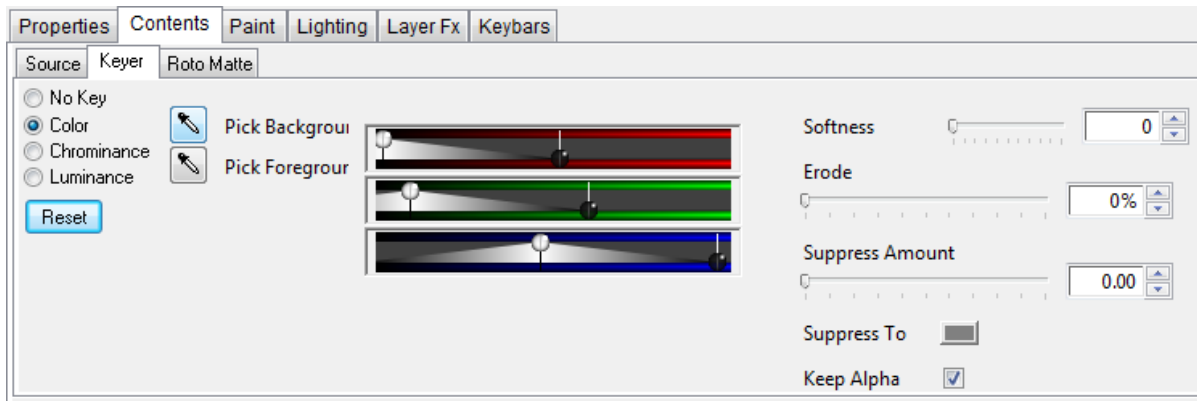 Properties Contents Paint Lighting Layer Fx Keybars
Source Keyer Roto Matte
No Key
Color
Chrominance
Luminance
Reset
Pick Backgrou
Pick Foregrour
Softness 0
Erode
0%
Suppress Amount
0.00
Suppress To
Keep Alpha